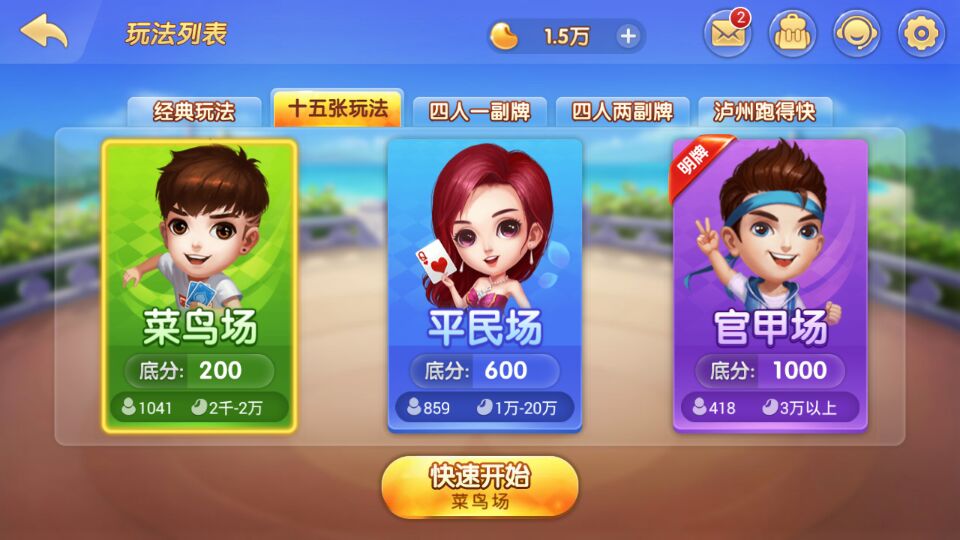 玩法列表
1.5万
2
经典玩法
十五张玩法
四人一副牌
四人两副牌
泸州跑得快
明牌
Q
菜鸟场
平民场
官甲场
底分: 200
底分: 600
底分: 1000
1041 2千-2万
859 1万-20万
418 3万以上
快速开始
菜鸟场